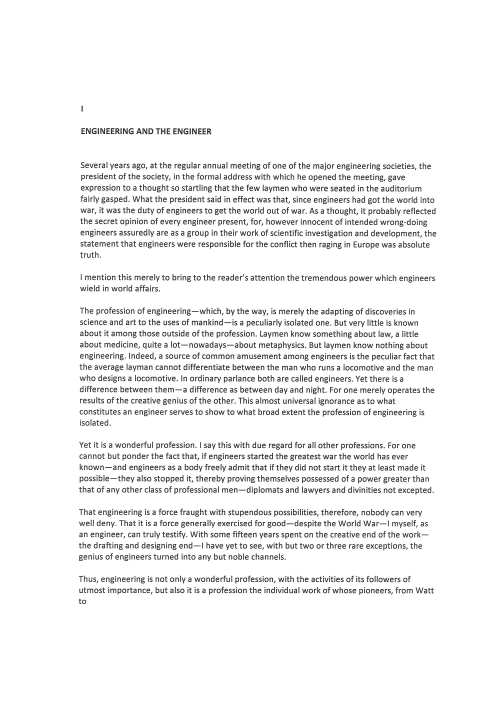 I
ENGINEERING AND THE ENGINEER
Several years ago, at the regular annual meeting of one of the major engineering societies, the
president of the society, in the formal address with which he opened the meeting, gave
expression to a thought so startling that the few laymen who were seated in the auditorium
fairly gasped. What the president said in effect was that, since engineers had got the world into
war, it was the duty of engineers to get the world out of war. As a thought, it probably reflected
the secret opinion of every engineer present, for, however innocent of intended wrong-doing
engineers assuredly are as a group in their work of scientific investigation and development, the
statement that engineers were responsible for the conflict then raging in Europe was absolute
truth.
I mention this merely to bring to the reader's attention the tremendous power which engineers
wield in world affairs.
The profession of engineering—which, by the way, is merely the adapting of discoveries in
science and art to the uses of mankind—is a peculiarly isolated one. But very little is known
about it among those outside of the profession. Laymen know something about law, a little
about medicine, quite a lot—nowadays—about metaphysics. But laymen know nothing about
engineering. Indeed, a source of common amusement among engineers is the peculiar fact that
the average layman cannot differentiate between the man who runs a locomotive and the man
who designs a locomotive. In ordinary parlance both are called engineers. Yet there is a
difference between them—a difference as between day and night. For one merely operates the
results of the creative genius of the other. This almost universal ignorance as to what
constitutes an engineer serves to show to what broad extent the profession of engineering is
isolated.
Yet it is a wonderful profession. I say this with due regard for all other professions. For one
cannot but ponder the fact that, if engineers started the greatest war the world has ever
known—and engineers as a body freely admit that if they did not start it they at least made it
possible—they also stopped it, thereby proving themselves possessed of a power greater than
that of any other class of professional men—diplomats and lawyers and divinities not excepted.
That engineering is a force fraught with stupendous possibilities, therefore, nobody can very
well deny. That it is a force generally exercised for good—despite the World War—I myself, as
an engineer, can truly testify. With some fifteen years spent on the creative end of the work—
the drafting and designing end—I have yet to see, with but two or three rare exceptions, the
genius of engineers turned into any but noble channels.
Thus, engineering is not only a wonderful profession, with the activities of its followers of
utmost importance, but also it is a profession the individual work of whose pioneers, from Watt
to